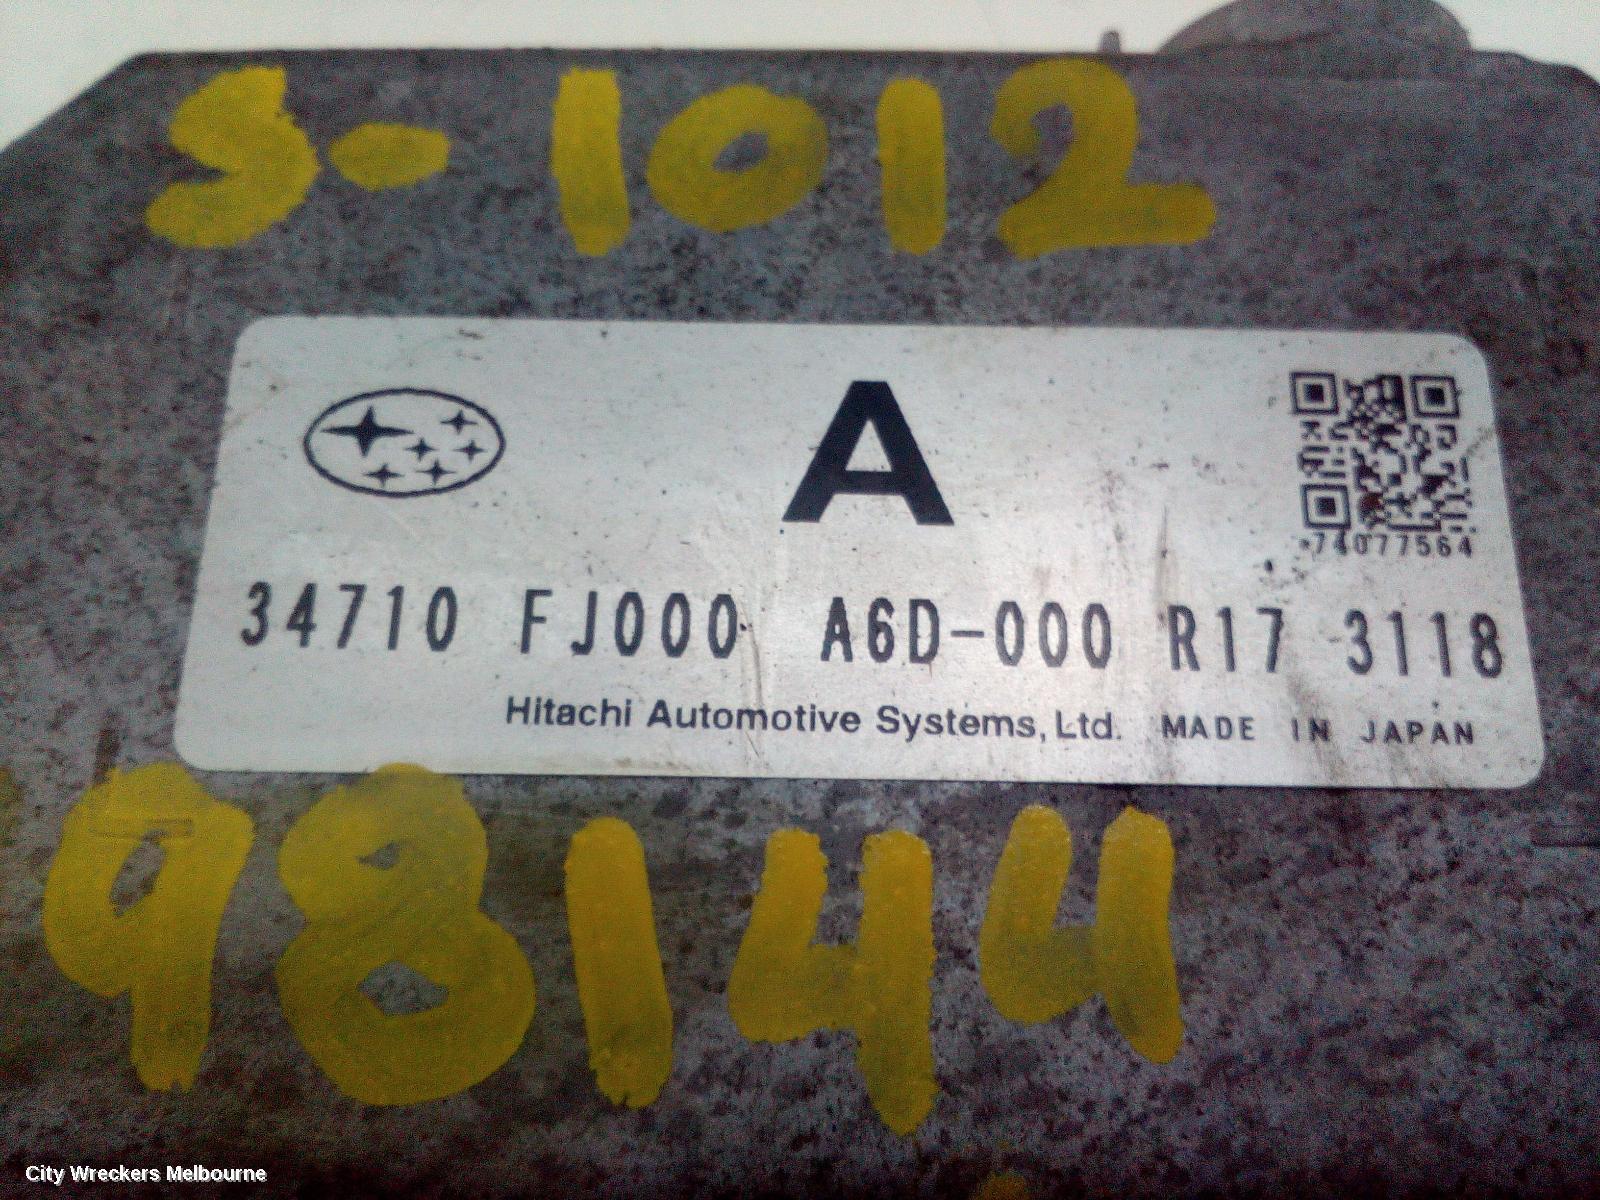 S-1012
A
*74077564
34710 FJ000 A6D-000 R17 3118
Hitachi Automotive Systems, Ltd. MADE IN JAPAN
98144
City Wreckers Melbourne